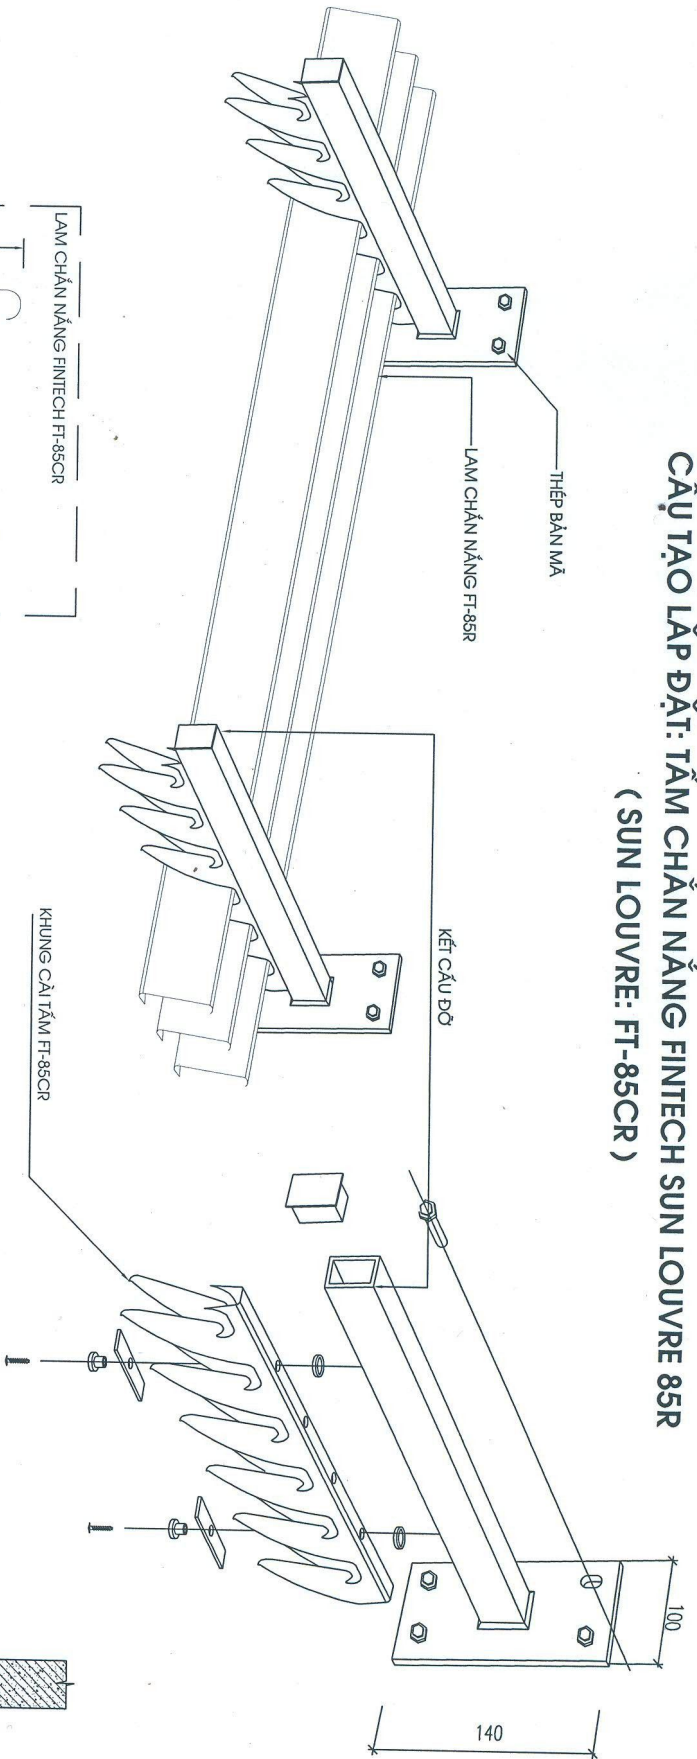 CẤU TẠO LẮP ĐẶT: TẤM CHẮN NẮNG FINTECH SUN LOUVRE 85R
( SUN LOUVRE: FT-85CR )
THÉP BẢN MÃ
LAM CHẮN NẮNG FT-85R
KẾT CẤU ĐỠ
LAM CHẮN NẮNG FINTECH FT-85CR
KHUNG CÀI TẤM FT-85CR
100
140